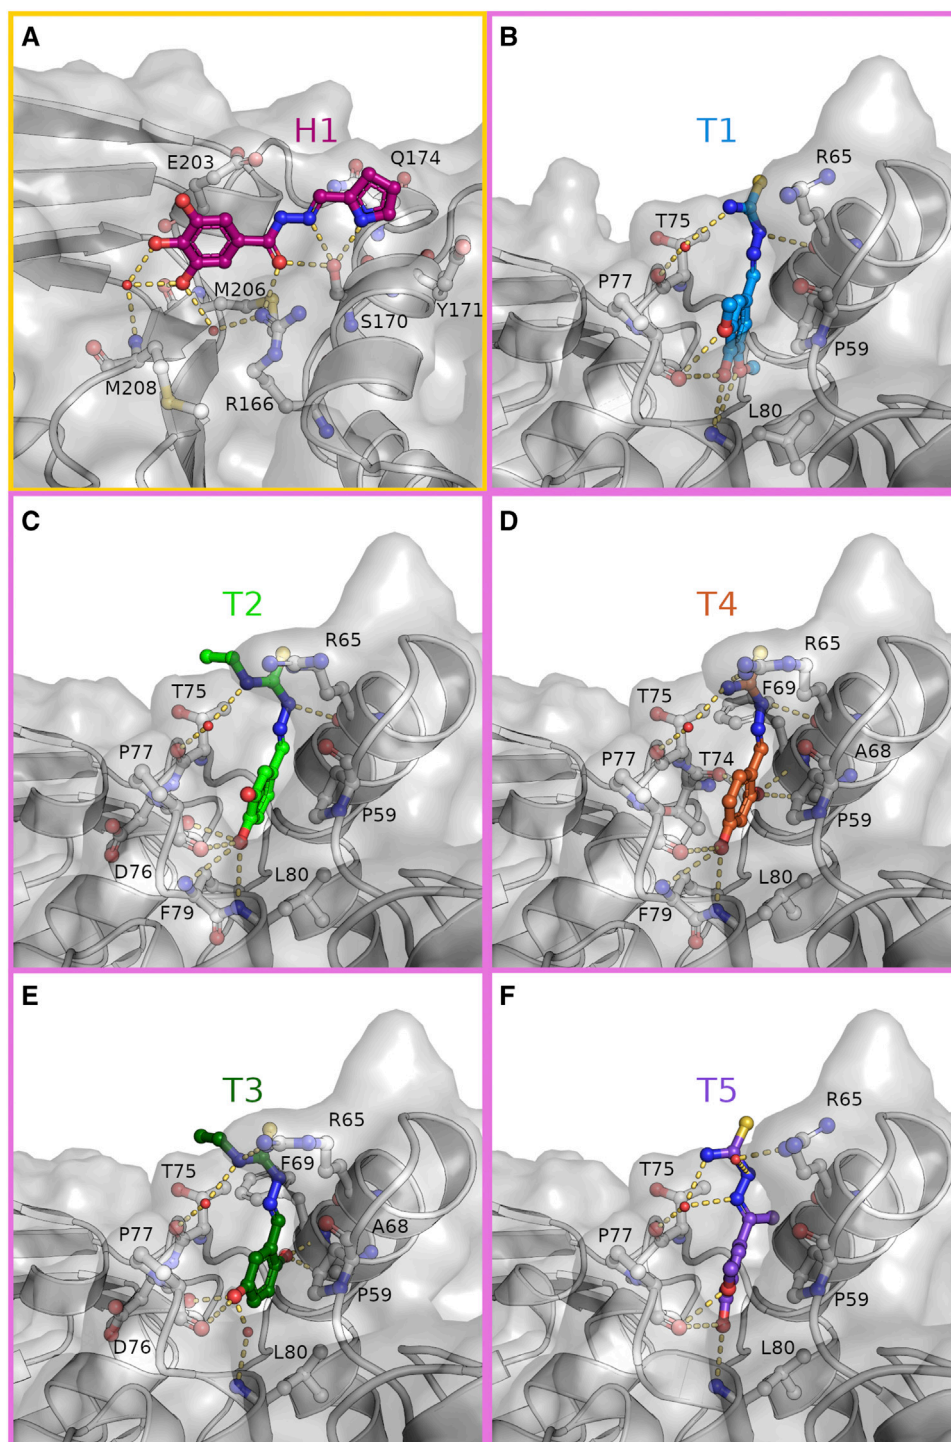 A
H1
E203
Q174
M206
S170
Y171
M208
R166
B
T1
R65
T75
P77
P59
L80
C
T2
R65
T75
P77
P59
D76
L80
F79
D
T4
R65
F69
T75
A68
P77
T74
P59
L80
F79
E
T3
R65
F69
T75
A68
P77
P59
D76
L80
F
T5
R65
T75
P77
P59
L80